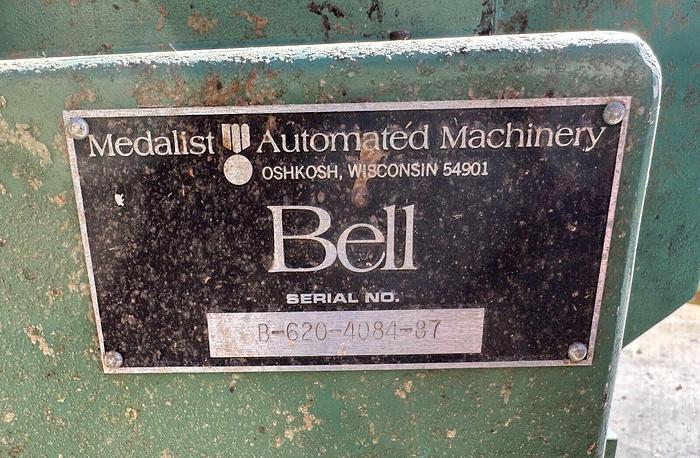 Medalist Automated Machinery
OSHKOSH, WISCONSIN 54901
Bell
SERIAL NO.
B-620-4084-87